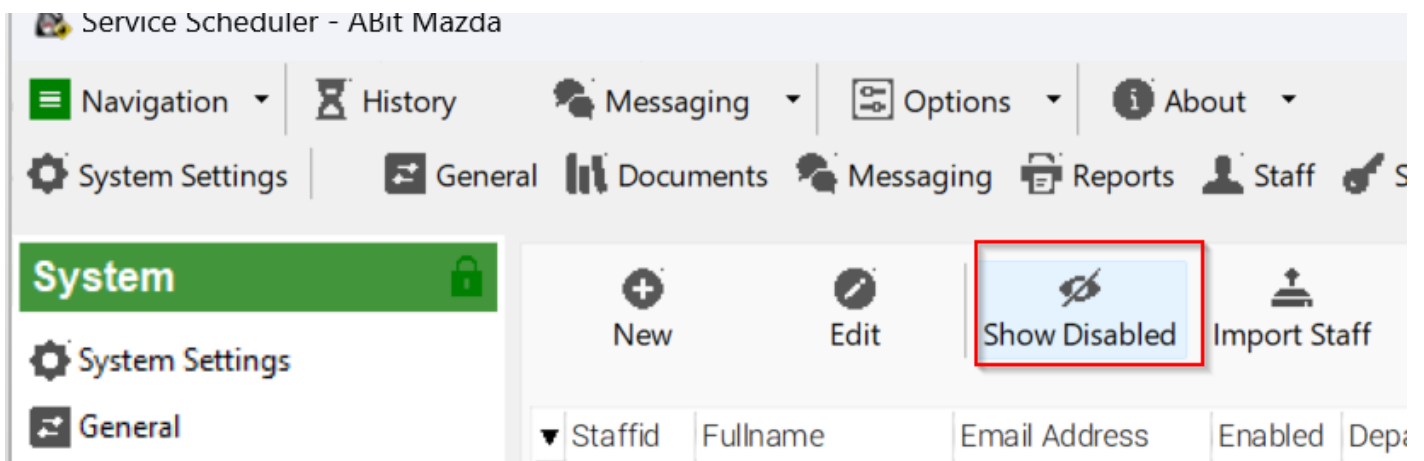 Service Scheduler - ABit Mazda
Navigation History Messaging Options About
System Settings General Documents Messaging Reports Staff S
System
New Edit Show Disabled Import Staff
System Settings
General
Staffid Fullname Email Address Enabled Depa